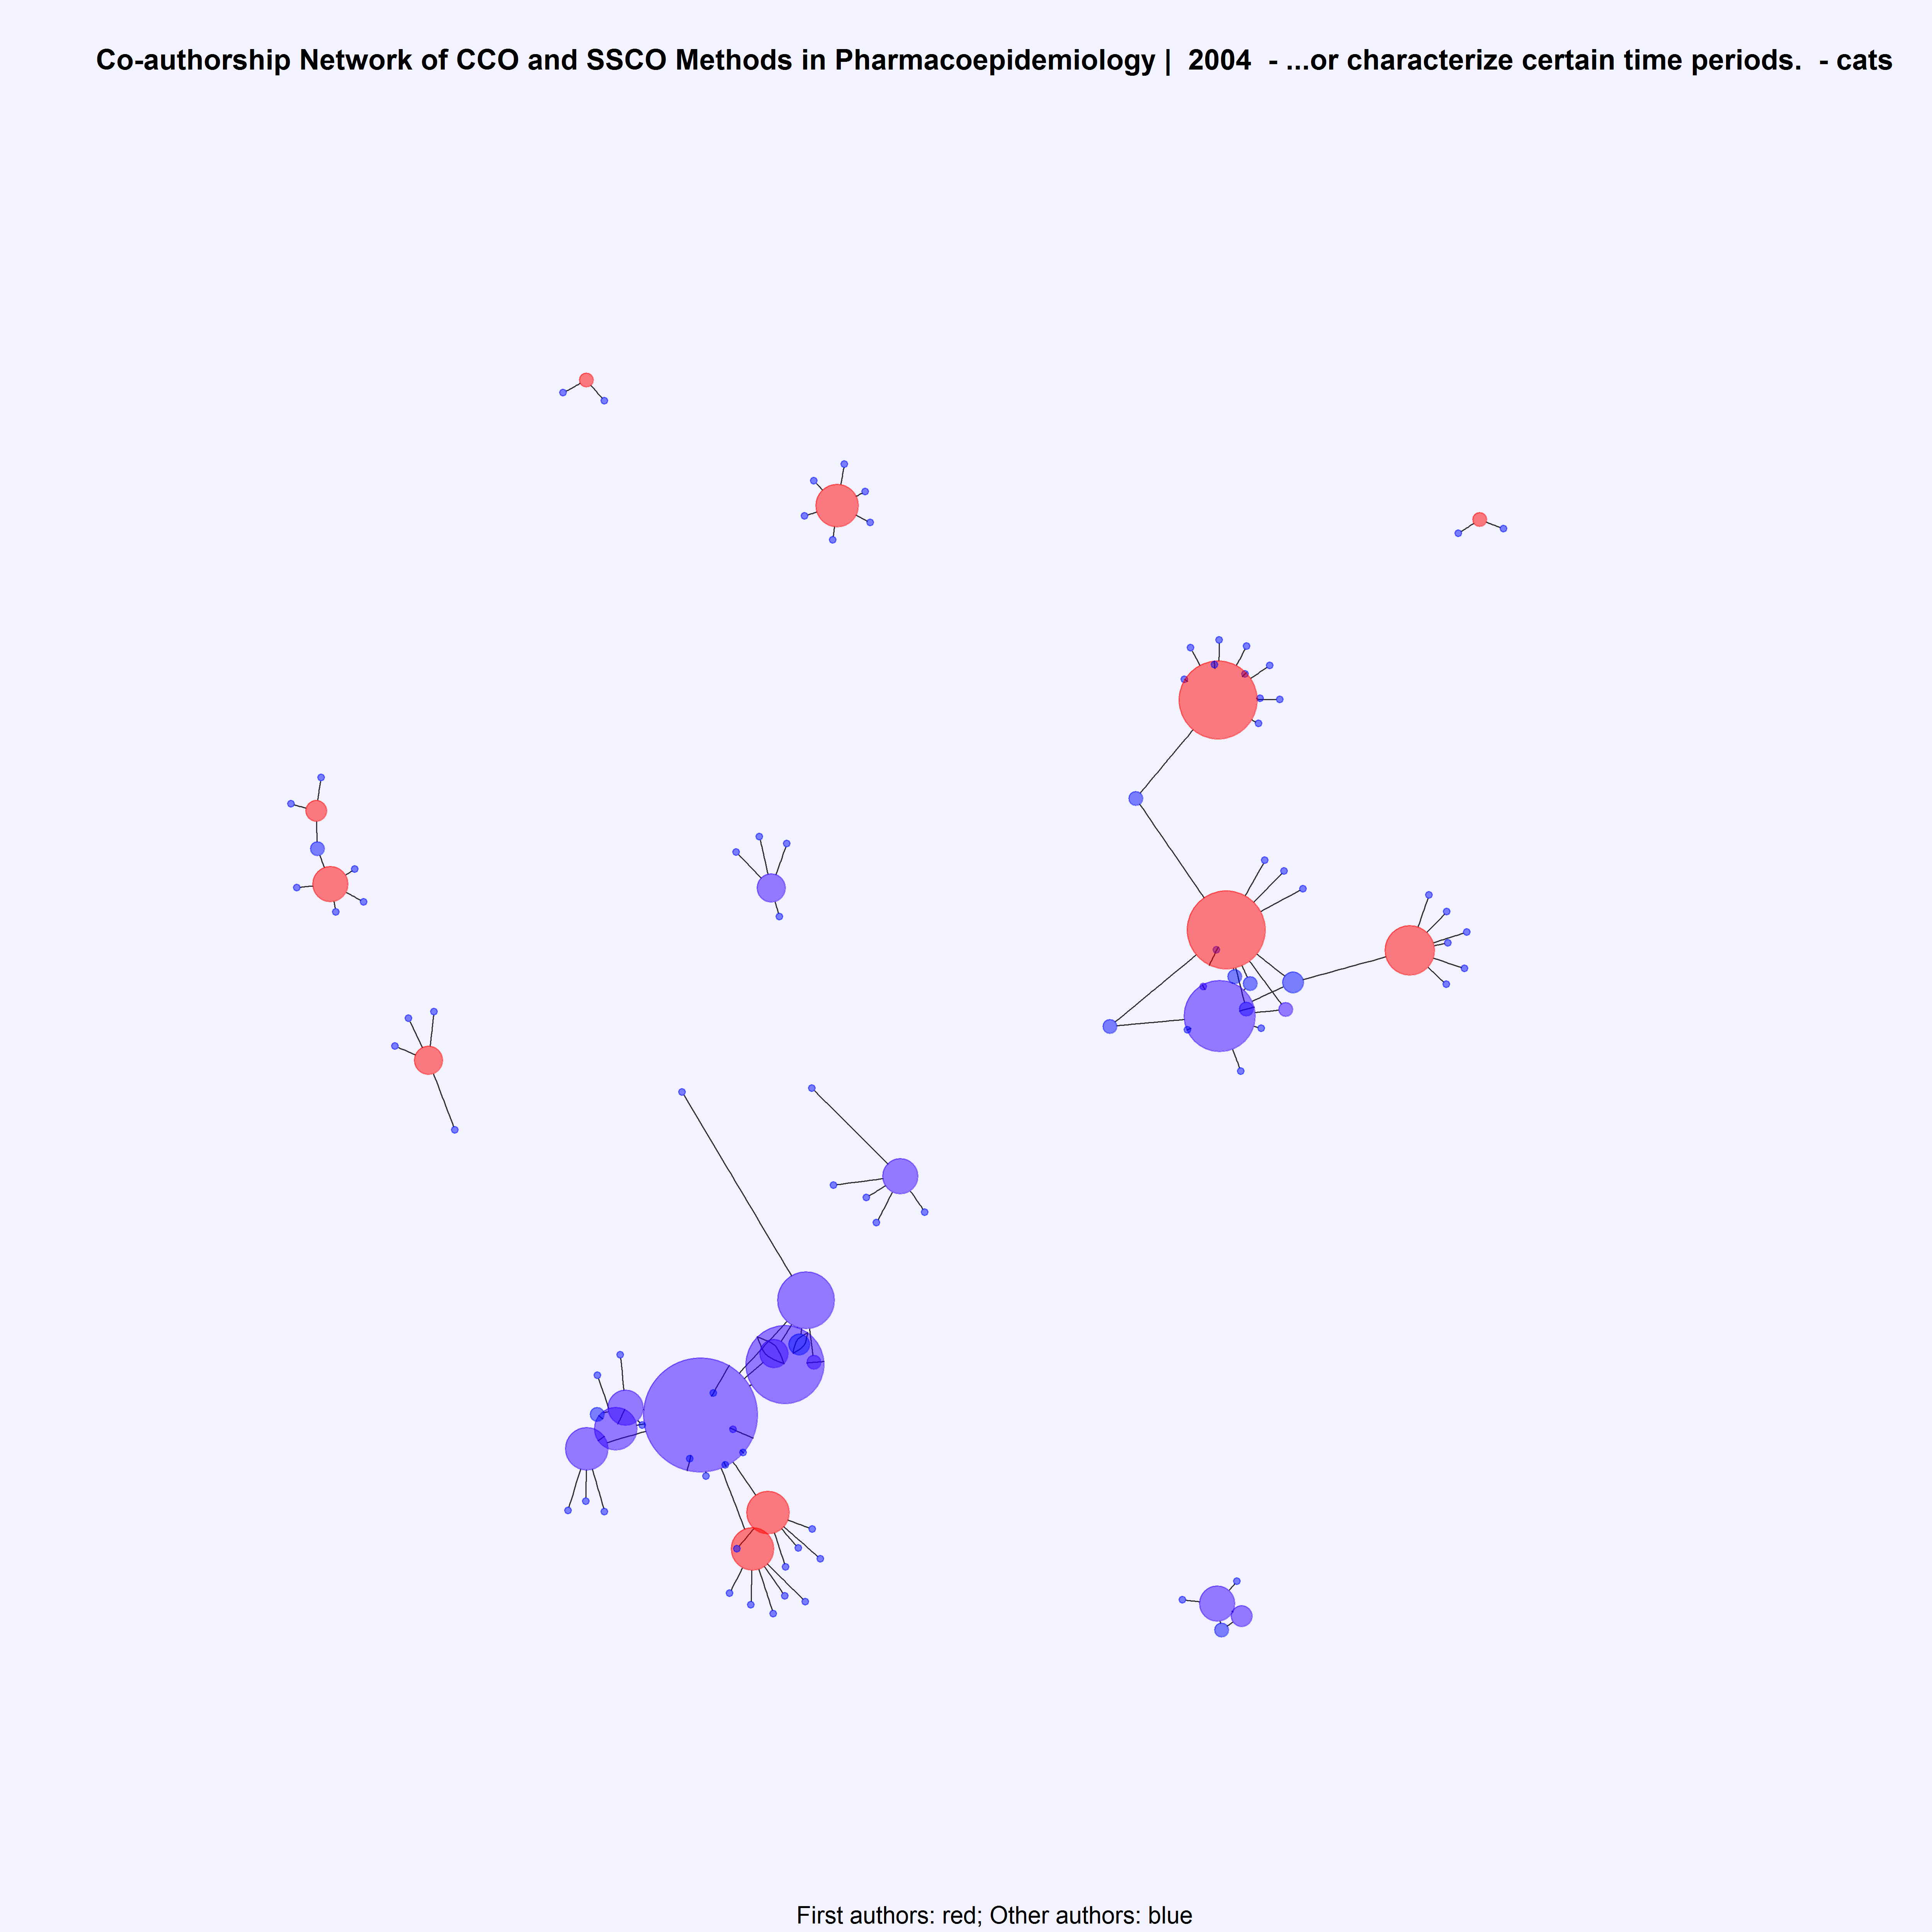 Co-authorship Network of CCO and SSCO Methods in Pharmacoepidemiology |  2004  - ...or characterize certain time periods.  - cats
First authors: red; Other authors: blue